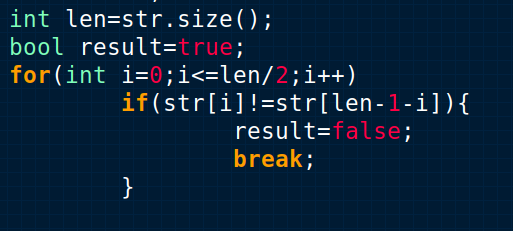 int len=str.size();
bool result=true;
for(int i=0;i<=len/2;i++)
        if(str[i]!=str[len-1-i]){
                result=false;
                break;
        }